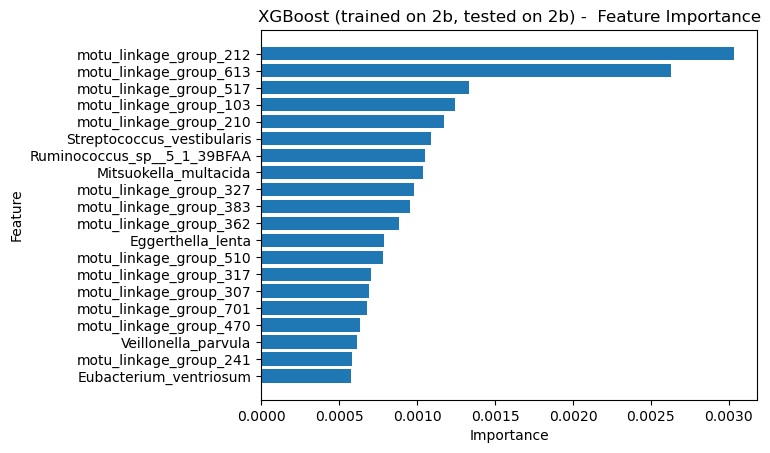 XGBoost (trained on 2b, tested on 2b) -  Feature Importance
Feature
motu_linkage_group_212
motu_linkage_group_613
motu_linkage_group_517
motu_linkage_group_103
motu_linkage_group_210
Streptococcus_vestibularis
Ruminococcus_sp__5_1_39BFAA
Mitsuokella_multacida
motu_linkage_group_327
motu_linkage_group_383
motu_linkage_group_362
Eggerthella_lenta
motu_linkage_group_510
motu_linkage_group_317
motu_linkage_group_307
motu_linkage_group_701
motu_linkage_group_470
Veillonella_parvula
motu_linkage_group_241
Eubacterium_ventriosum
0.0000 0.0005 0.0010 0.0015 0.0020 0.0025 0.0030
Importance